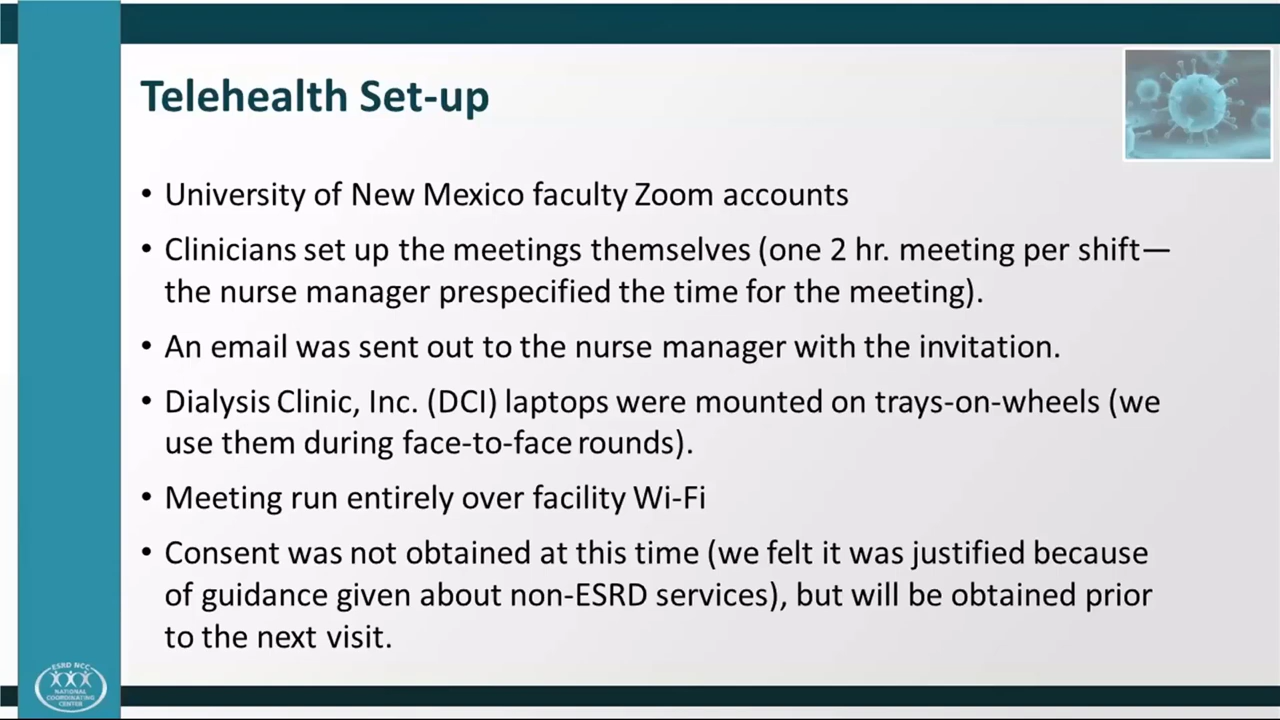 Telehealth Set-up
• University of New Mexico faculty Zoom accounts
• Clinicians set up the meetings themselves (one 2 hr. meeting per shift—
the nurse manager prespecified the time for the meeting).
• An email was sent out to the nurse manager with the invitation.
• Dialysis Clinic, Inc. (DCI) laptops were mounted on trays-on-wheels (we
use them during face-to-face rounds).
• Meeting run entirely over facility Wi-Fi
• Consent was not obtained at this time (we felt it was justified because
of guidance given about non-ESRD services), but will be obtained prior
to the next visit.
ESRD NCC
NATIONAL
COORDINATING
CENTER